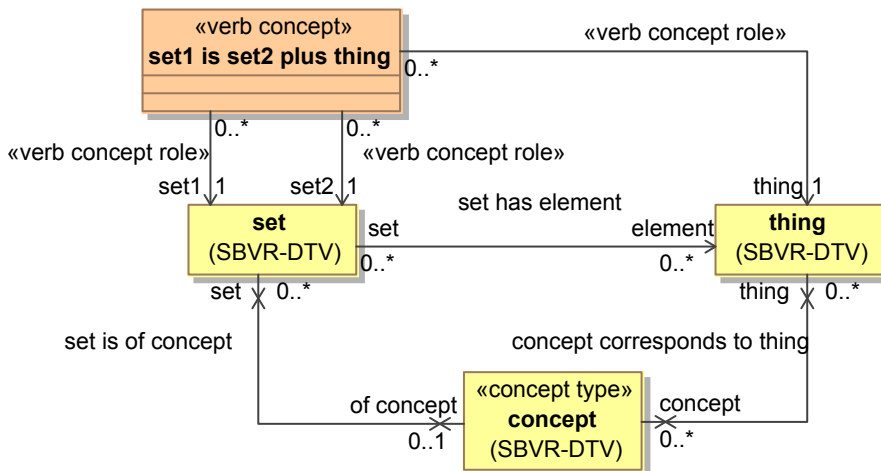 «verb concept»
set1 is set2 plus thing
«verb concept role»
0..*
0..*
0..*
«verb concept role»
«verb concept role»
set1 1
set2 1
thing 1
set has element
set
(SBVR-DTV)
set
0..*
element
0..*
thing
(SBVR-DTV)
set
0..*
thing
0..*
set is of concept
concept corresponds to thing
of concept
0..1
«concept type»
concept
(SBVR-DTV)
concept
0..*